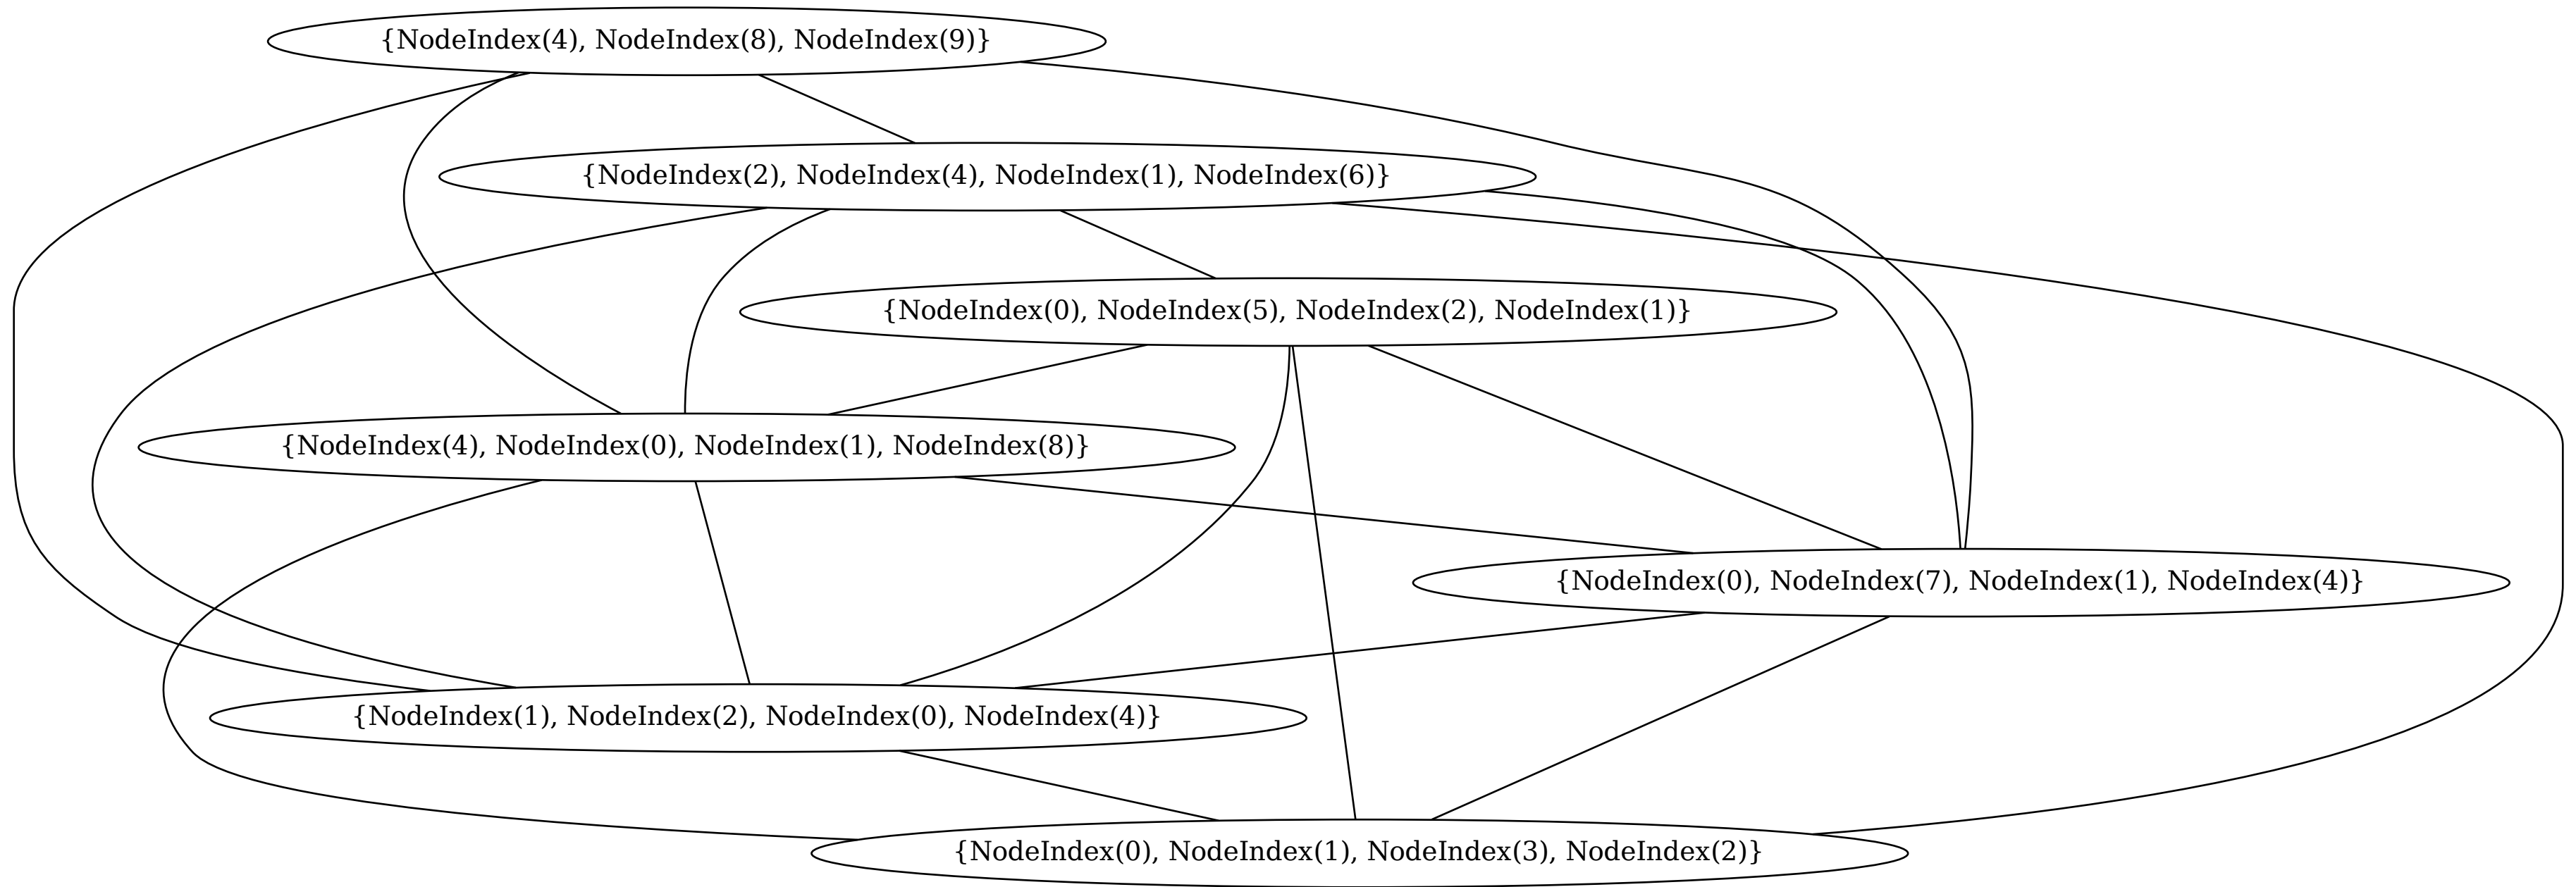 {NodeIndex(4), NodeIndex(8), NodeIndex(9)}
{NodeIndex(2), NodeIndex(4), NodeIndex(1), NodeIndex(6)}
{NodeIndex(0), NodeIndex(5), NodeIndex(2), NodeIndex(1)}
{NodeIndex(4), NodeIndex(0), NodeIndex(1), NodeIndex(8)}
{NodeIndex(0), NodeIndex(7), NodeIndex(1), NodeIndex(4)}
{NodeIndex(1), NodeIndex(2), NodeIndex(0), NodeIndex(4)}
{NodeIndex(0), NodeIndex(1), NodeIndex(3), NodeIndex(2)}